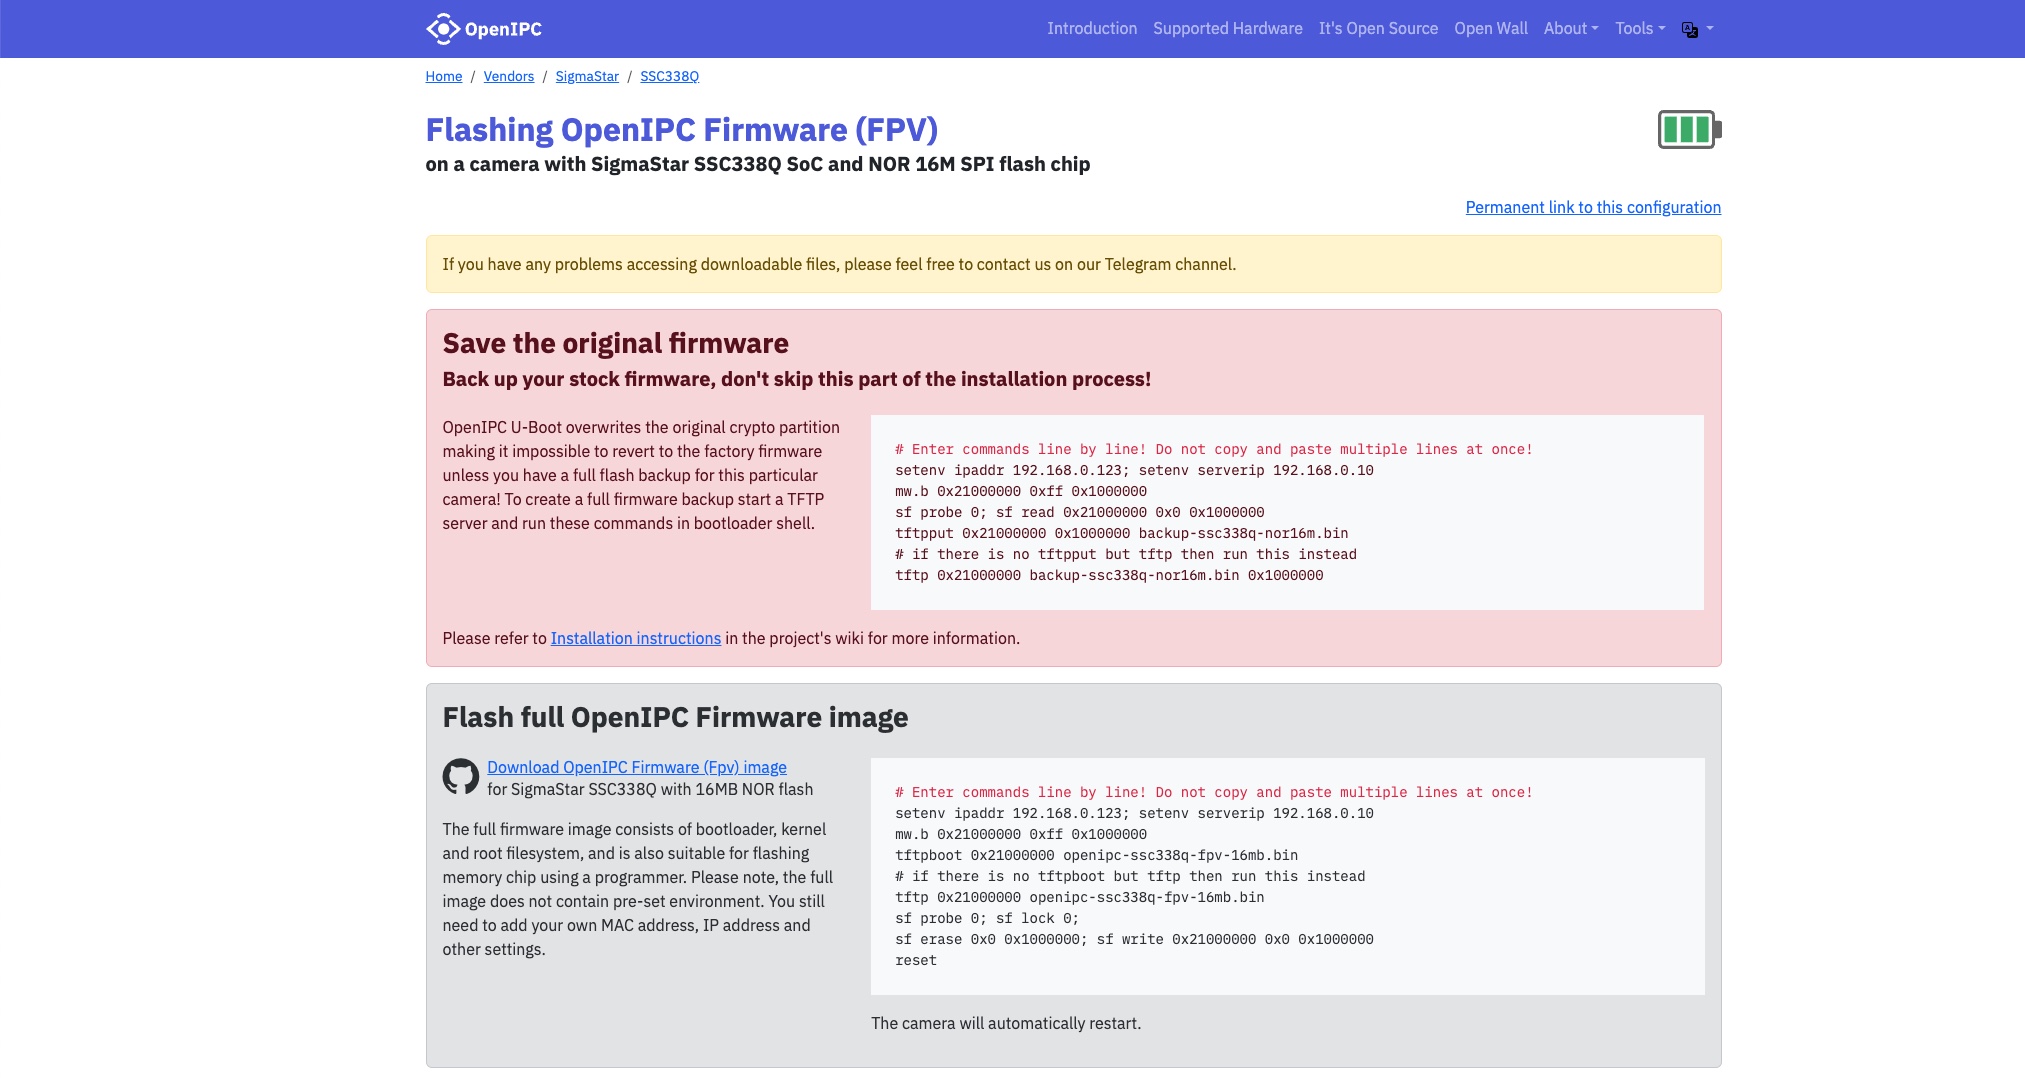 OpenIPC
Introduction Supported Hardware It's Open Source Open Wall About Tools
Home / Vendors / SigmaStar / SSC338Q
Flashing OpenIPC Firmware (FPV)
on a camera with SigmaStar SSC338Q SoC and NOR 16M SPI flash chip
Permanent link to this configuration
If you have any problems accessing downloadable files, please feel free to contact us on our Telegram channel.
Save the original firmware
Back up your stock firmware, don't skip this part of the installation process!
OpenIPC U-Boot overwrites the original crypto partition
making it impossible to revert to the factory firmware
unless you have a full flash backup for this particular
camera! To create a full firmware backup start a TFTP
server and run these commands in bootloader shell.
# Enter commands line by line! Do not copy and paste multiple lines at once!
setenv ipaddr 192.168.0.123; setenv serverip 192.168.0.10
mw.b 0x21000000 0xff 0x1000000
sf probe 0; sf read 0x21000000 0x0 0x1000000
tftpput 0x21000000 0x1000000 backup-ssc338q-nor16m.bin
# if there is no tftpput but tftp then run this instead
tftp 0x21000000 backup-ssc338q-nor16m.bin 0x1000000
Please refer to Installation instructions in the project's wiki for more information.
Flash full OpenIPC Firmware image
Download OpenIPC Firmware (Fpv) image
for SigmaStar SSC338Q with 16MB NOR flash
The full firmware image consists of bootloader, kernel
and root filesystem, and is also suitable for flashing
memory chip using a programmer. Please note, the full
image does not contain pre-set environment. You still
need to add your own MAC address, IP address and
other settings.
# Enter commands line by line! Do not copy and paste multiple lines at once!
setenv ipaddr 192.168.0.123; setenv serverip 192.168.0.10
mw.b 0x21000000 0xff 0x1000000
tftpboot 0x21000000 openipc-ssc338q-fpv-16mb.bin
# if there is no tftpboot but tftp then run this instead
tftp 0x21000000 openipc-ssc338q-fpv-16mb.bin
sf probe 0; sf lock 0;
sf erase 0x0 0x1000000; sf write 0x21000000 0x0 0x1000000
reset
The camera will automatically restart.